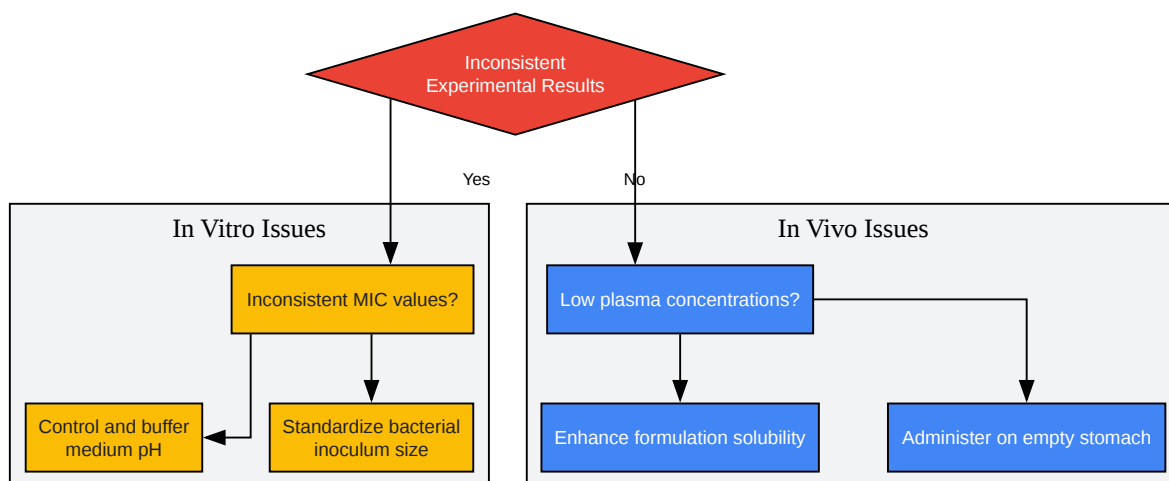 Inconsistent
Experimental Results
Yes
No
In Vitro Issues
Inconsistent MIC values?
Control and buffer
medium pH
Standardize bacterial
inoculum size
In Vivo Issues
Low plasma concentrations?
Enhance formulation solubility
Administer on empty stomach